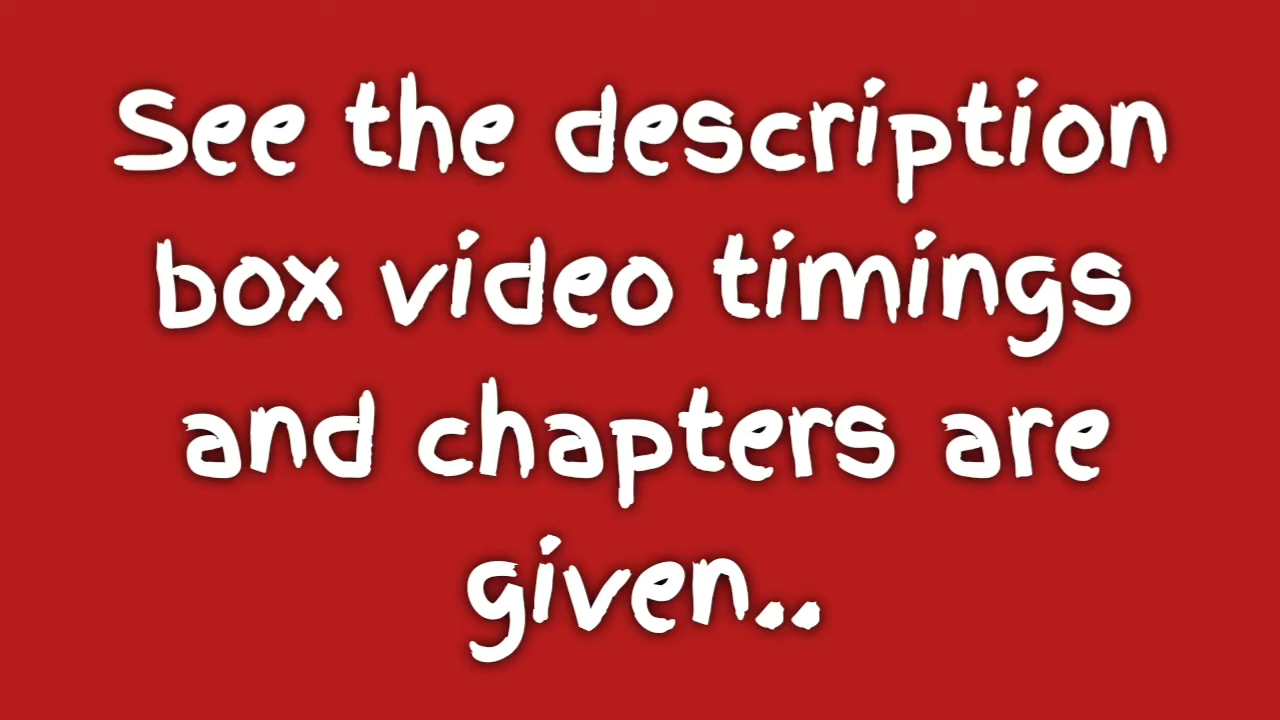 See the description
box video timings
and chapters are
given..